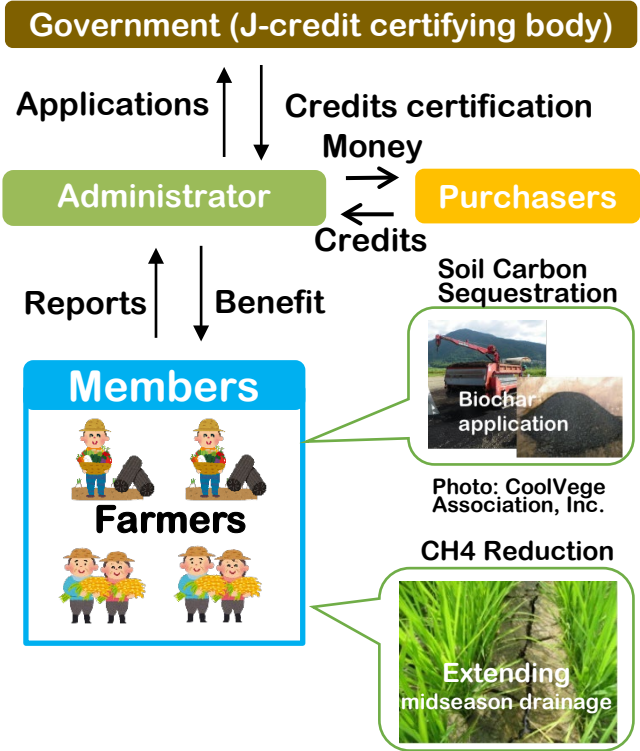 Government (J-credit certifying body)
Applications
Credits certification
Money
Administrator
Purchasers
Credits
Reports
Benefit
Soil Carbon
Sequestration
Members
Biochar
application
Farmers
Photo: CoolVege
Association, Inc.
CH4 Reduction
Extending
midseason drainage